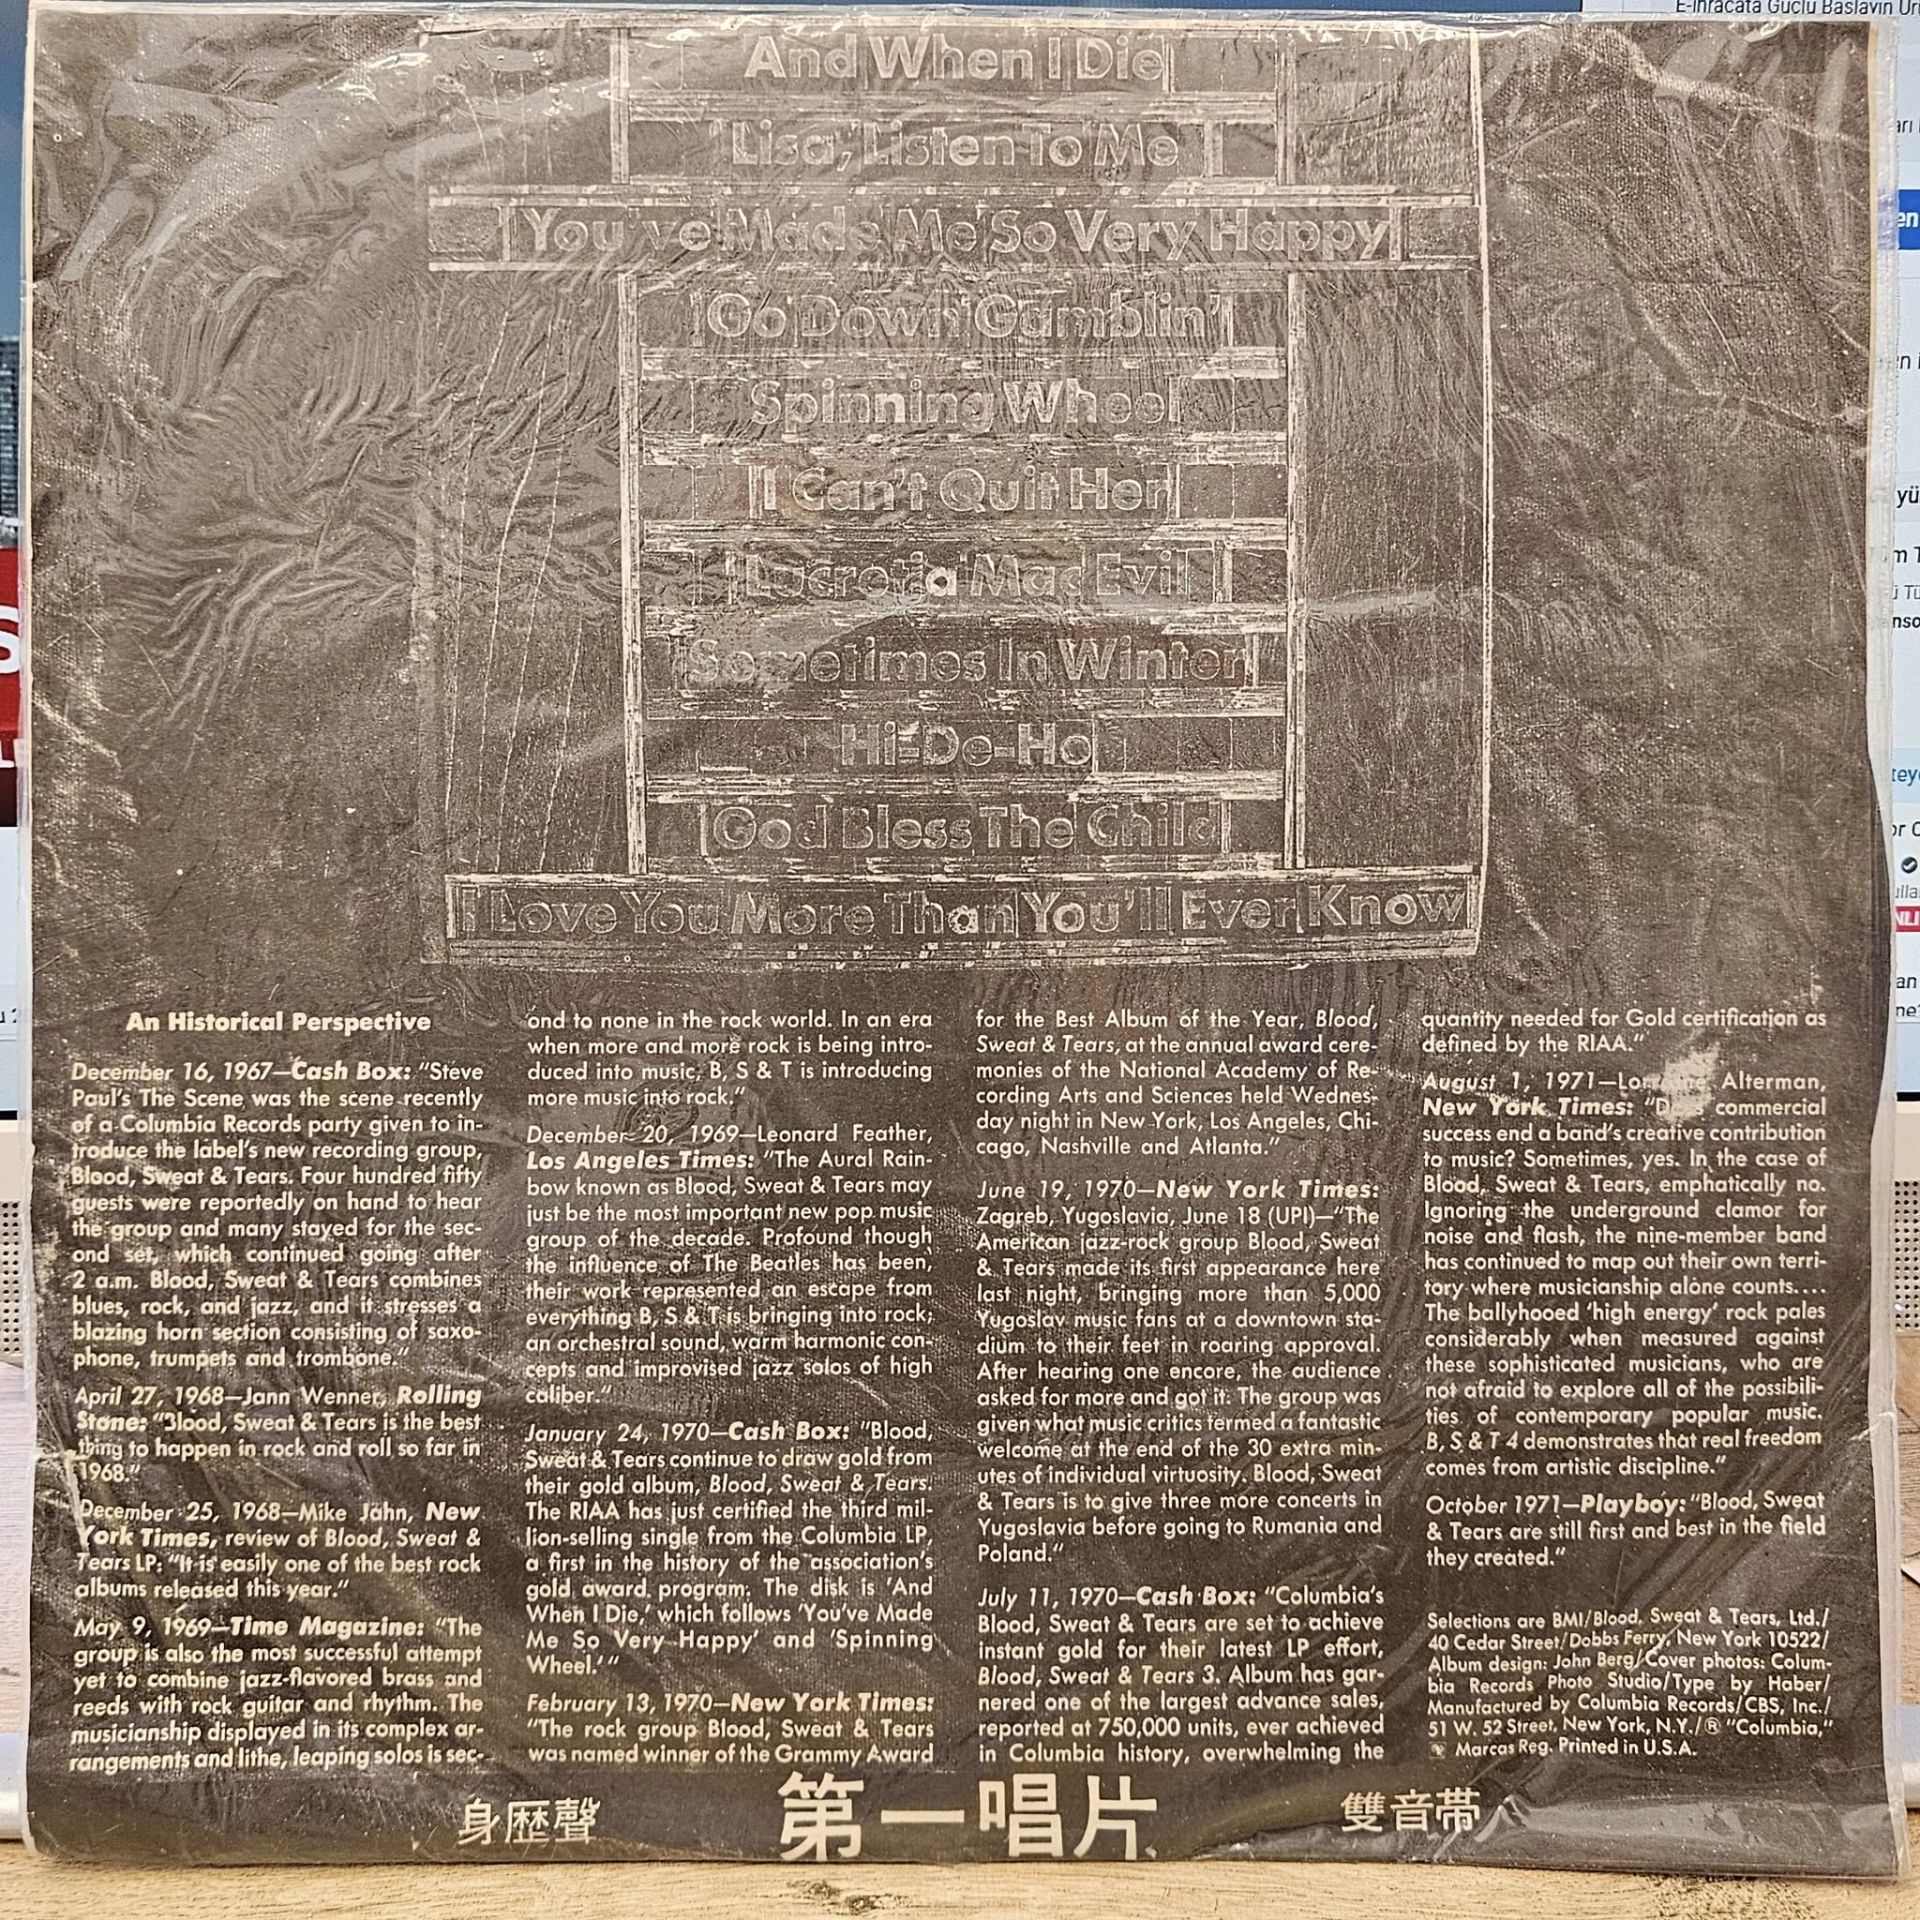 And When I Die
Lisa, Listen To Me
You've Made Me So Very Happy
Go Down Gamblin'
Spinning Wheel
I Can't Quit Her
Lucretia Mac Evil
Sometimes In Winter
Hi-De-Ho
God Bless The Child
I Love You More Than You'll Ever Know
An Historical Perspective
December 16, 1967—Cash Box: "Steve
Paul's The Scene was the scene recently
of a Columbia Records party given to in-
troduce the label's new recording group,
Blood, Sweat & Tears. Four hundred fifty
guests were reportedly on hand to hear
the group and many stayed for the sec-
ond set, which continued going after
2 a.m. Blood, Sweat & Tears combines
blues, rock, and jazz, and it stresses a
blazing horn section consisting of saxo-
phone, trumpets and trombone."
April 27, 1968—Jann Wenner, Rolling
Stone: "Blood, Sweat & Tears is the best
thing to happen in rock and roll so far in
1968."
December 25, 1968—Mike Jahn, New
York Times, review of Blood, Sweat &
Tears LP: "It is easily one of the best rock
albums released this year."
May 9, 1969—Time Magazine: "The
group is also the most successful attempt
yet to combine jazz-flavored brass and
reeds with rock guitar and rhythm. The
musicianship displayed in its complex ar-
rangements and lithe, leaping solos is sec-
ond to none in the rock world. In an era
when more and more rock is being intro-
duced into music, B, S & T is introducing
more music into rock."
December 20, 1969—Leonard Feather,
Los Angeles Times: "The Aural Rain-
bow known as Blood, Sweat & Tears may
just be the most important new pop music
group of the decade. Profound though
the influence of The Beatles has been,
their work represented an escape from
everything B, S & T is bringing into rock;
an orchestral sound, warm harmonic con-
cepts and improvised jazz solos of high
caliber."
January 24, 1970—Cash Box: "Blood,
Sweat & Tears continue to draw gold from
their gold album, Blood, Sweat & Tears.
The RIAA has just certified the third mil-
lion-selling single from the Columbia LP,
a first in the history of the association's
gold award program. The disk is 'And
When I Die,' which follows 'You've Made
Me So Very Happy' and 'Spinning
Wheel.'"
February 13, 1970—New York Times:
"The rock group Blood, Sweat & Tears
was named winner of the Grammy Award
for the Best Album of the Year, Blood,
Sweat & Tears, at the annual award cere-
monies of the National Academy of Re-
cording Arts and Sciences held Wednes-
day night in New York, Los Angeles, Chi-
cago, Nashville and Atlanta."
June 19, 1970—New York Times:
Zagreb, Yugoslavia, June 18 (UPI)—"The
American jazz-rock group Blood, Sweat
& Tears made its first appearance here
last night, bringing more than 5,000
Yugoslav music fans at a downtown sta-
dium to their feet in roaring approval.
After hearing one encore, the audience
asked for more and got it. The group was
given what music critics termed a fantastic
welcome at the end of the 30 extra min-
utes of individual virtuosity. Blood, Sweat
& Tears is to give three more concerts in
Yugoslavia before going to Rumania and
Poland."
July 11, 1970—Cash Box: "Columbia's
Blood, Sweat & Tears are set to achieve
instant gold for their latest LP effort,
Blood, Sweat & Tears 3. Album has gar-
nered one of the largest advance sales,
reported at 750,000 units, ever achieved
in Columbia history, overwhelming the
quantity needed for Gold certification as
defined by the RIAA."
August 1, 1971—Lorraine Alterman,
New York Times: "Does commercial
success end a band's creative contribution
to music? Sometimes, yes. In the case of
Blood, Sweat & Tears, emphatically no.
Ignoring the underground clamor for
noise and flash, the nine-member band
has continued to map out their own terri-
tory where musicianship alone counts....
The ballyhooed 'high energy' rock pales
considerably when measured against
these sophisticated musicians, who are
not afraid to explore all of the possibili-
ties of contemporary popular music.
B, S & T 4 demonstrates that real freedom
comes from artistic discipline."
October 1971—Playboy: "Blood, Sweat
& Tears are still first and best in the field
they created."
Selections are BMI/Blood, Sweat & Tears, Ltd./
40 Cedar Street/Dobbs Ferry, New York 10522/
Album design: John Berg/Cover photos: Colum-
bia Records Photo Studio/Type by Haber/
Manufactured by Columbia Records/CBS, Inc./
51 W. 52 Street, New York, N.Y./® "Columbia,"
Marcas Reg. Printed in U.S.A.
身歷聲 第一唱片 雙音帶
E-İhracata Güçlü Başlayın